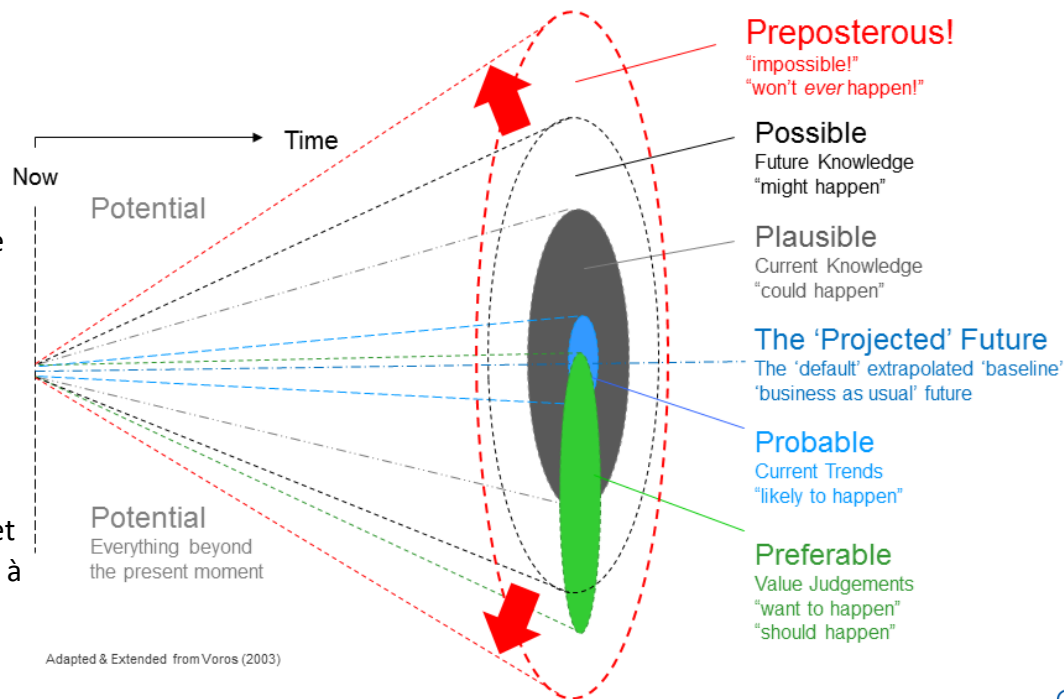 Preposterous!
"impossible!"
"won't ever happen!"
Time
Possible
Future Knowledge
"might happen"
Now
Potential
e
Plausible
Current Knowledge
"could happen"
The 'Projected' Future
The 'default' extrapolated 'baseline'
'business as usual' future
Probable
Current Trends
"likely to happen"
et
à
Potential
Everything beyond
the present moment
Preferable
Value Judgements
"want to happen"
"should happen"
Adapted & Extended from Voros (2003)